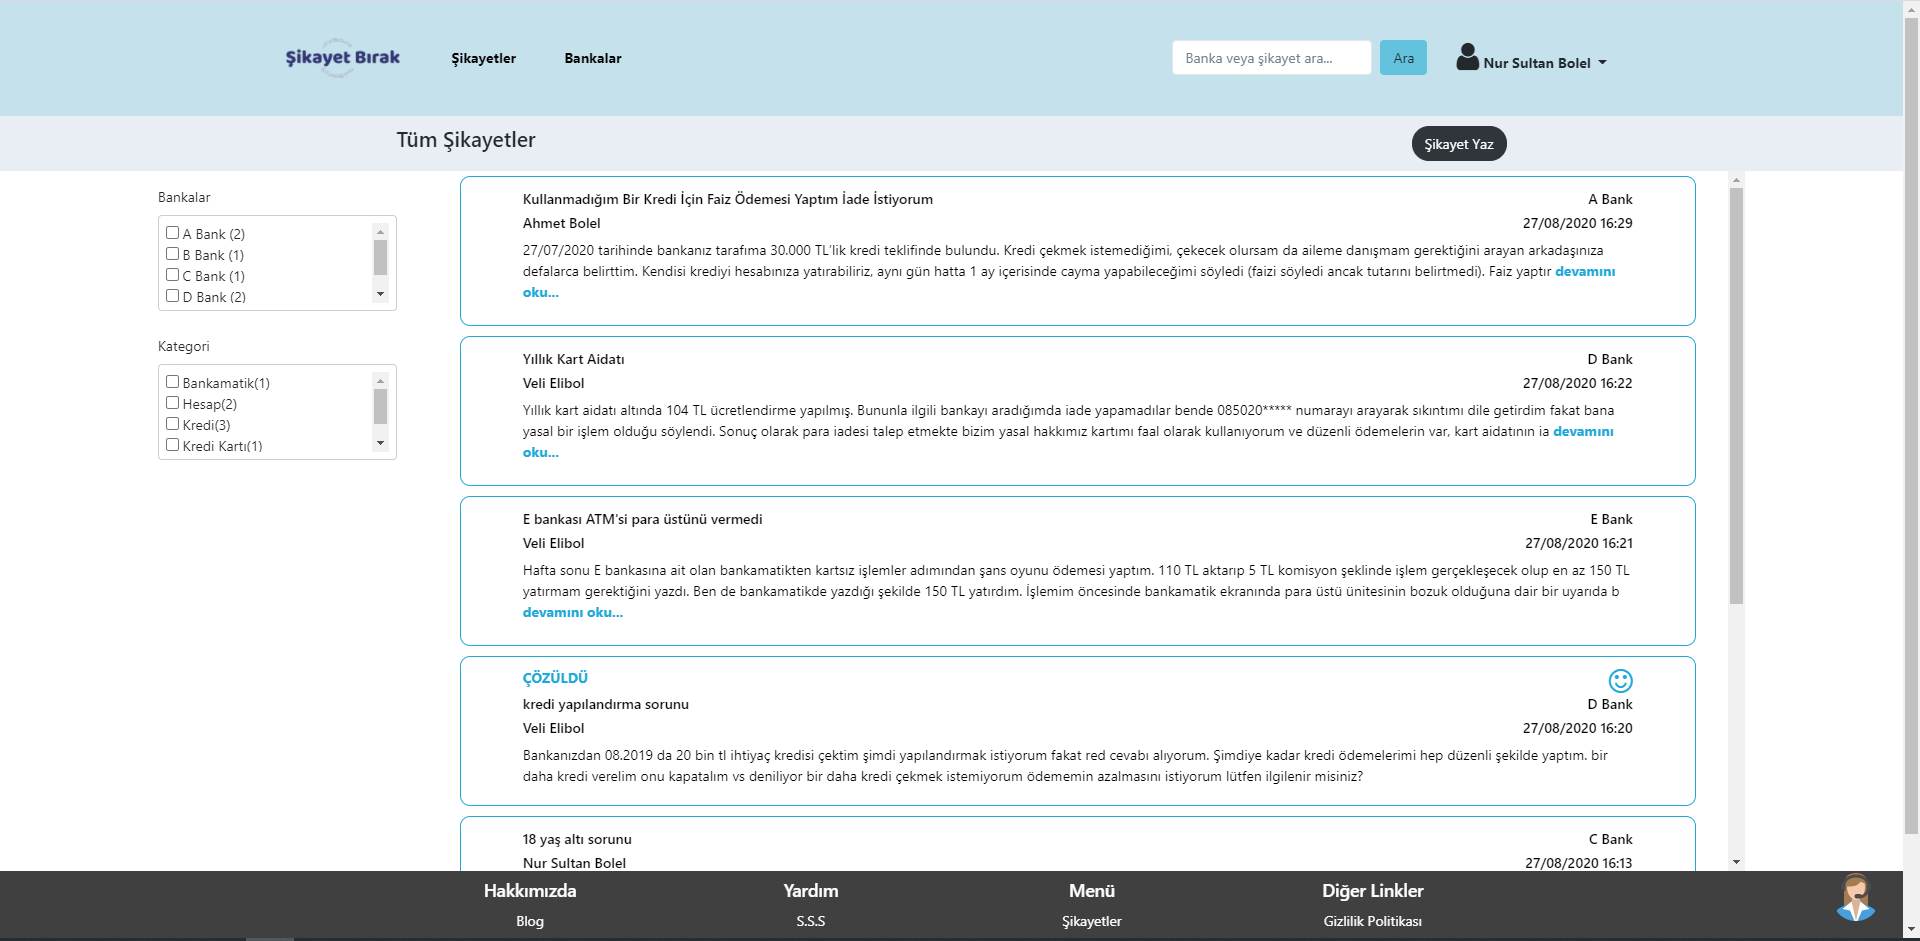 Şikayet Bırak
Şikayetler
Bankalar
Banka veya şikayet ara...
Ara
Nur Sultan Bolel
Tüm Şikayetler
Şikayet Yaz
Bankalar
A Bank (2)
B Bank (1)
C Bank (1)
D Bank (2)
Kategori
Bankamatik(1)
Hesap(2)
Kredi(3)
Kredi Kartı(1)
Kullanmadığım Bir Kredi İçin Faiz Ödemesi Yaptım İade İstiyorum
A Bank
Ahmet Bolel
27/08/2020 16:29
27/07/2020 tarihinde bankanız tarafıma 30.000 TL'lik kredi teklifinde bulundu. Kredi çekmek istemediğimi, çekecek olursam da aileme danışmam gerektiğini arayan arkadaşınıza
defalarca belirttim. Kendisi krediyi hesabınıza yatırabiliriz, aynı gün hatta 1 ay içerisinde cayma yapabileceğimi söyledi (faizi söyledi ancak tutarını belirtmedi). Faiz yaptır devamını
oku...
Yıllık Kart Aidatı
D Bank
Veli Elibol
27/08/2020 16:22
Yıllık kart aidatı altında 104 TL ücretlendirme yapılmış. Bununla ilgili bankayı aradığımda iade yapamadılar bende 085020***** numarayı arayarak sıkıntımı dile getirdim fakat bana
yasal bir işlem olduğu söylendi. Sonuç olarak para iadesi talep etmekte bizim yasal hakkımız kartımı faal olarak kullanıyorum ve düzenli ödemelerin var, kart aidatının ia devamını
oku...
E bankası ATM'si para üstünü vermedi
E Bank
Veli Elibol
27/08/2020 16:21
Hafta sonu E bankasına ait olan bankamatikten kartsız işlemler adımından şans oyunu ödemesi yaptım. 110 TL aktarıp 5 TL komisyon şeklinde işlem gerçekleşecek olup en az 150 TL
yatırmam gerektiğini yazdı. Ben de bankamatikde yazdığı şekilde 150 TL yatırdım. İşlemim öncesinde bankamatik ekranında para üstü ünitesinin bozuk olduğuna dair bir uyarıda b
devamını oku...
ÇÖZÜLDÜ
kredi yapılandırma sorunu
D Bank
Veli Elibol
27/08/2020 16:20
Bankanızdan 08.2019 da 20 bin tl ihtiyaç kredisi çektim şimdi yapılandırmak istiyorum fakat red cevabı alıyorum. Şimdiye kadar kredi ödemelerimi hep düzenli şekilde yaptım. bir
daha kredi verelim onu kapatalım vs deniliyor bir daha kredi çekmek istemiyorum ödememin azalmasını istiyorum lütfen ilgilenir misiniz?
18 yaş altı sorunu
C Bank
Nur Sultan Bolel
27/08/2020 16:13
Hakkımızda
Yardım
Menü
Diğer Linkler
Blog
S.S.S
Şikayetler
Gizlilik Politikası